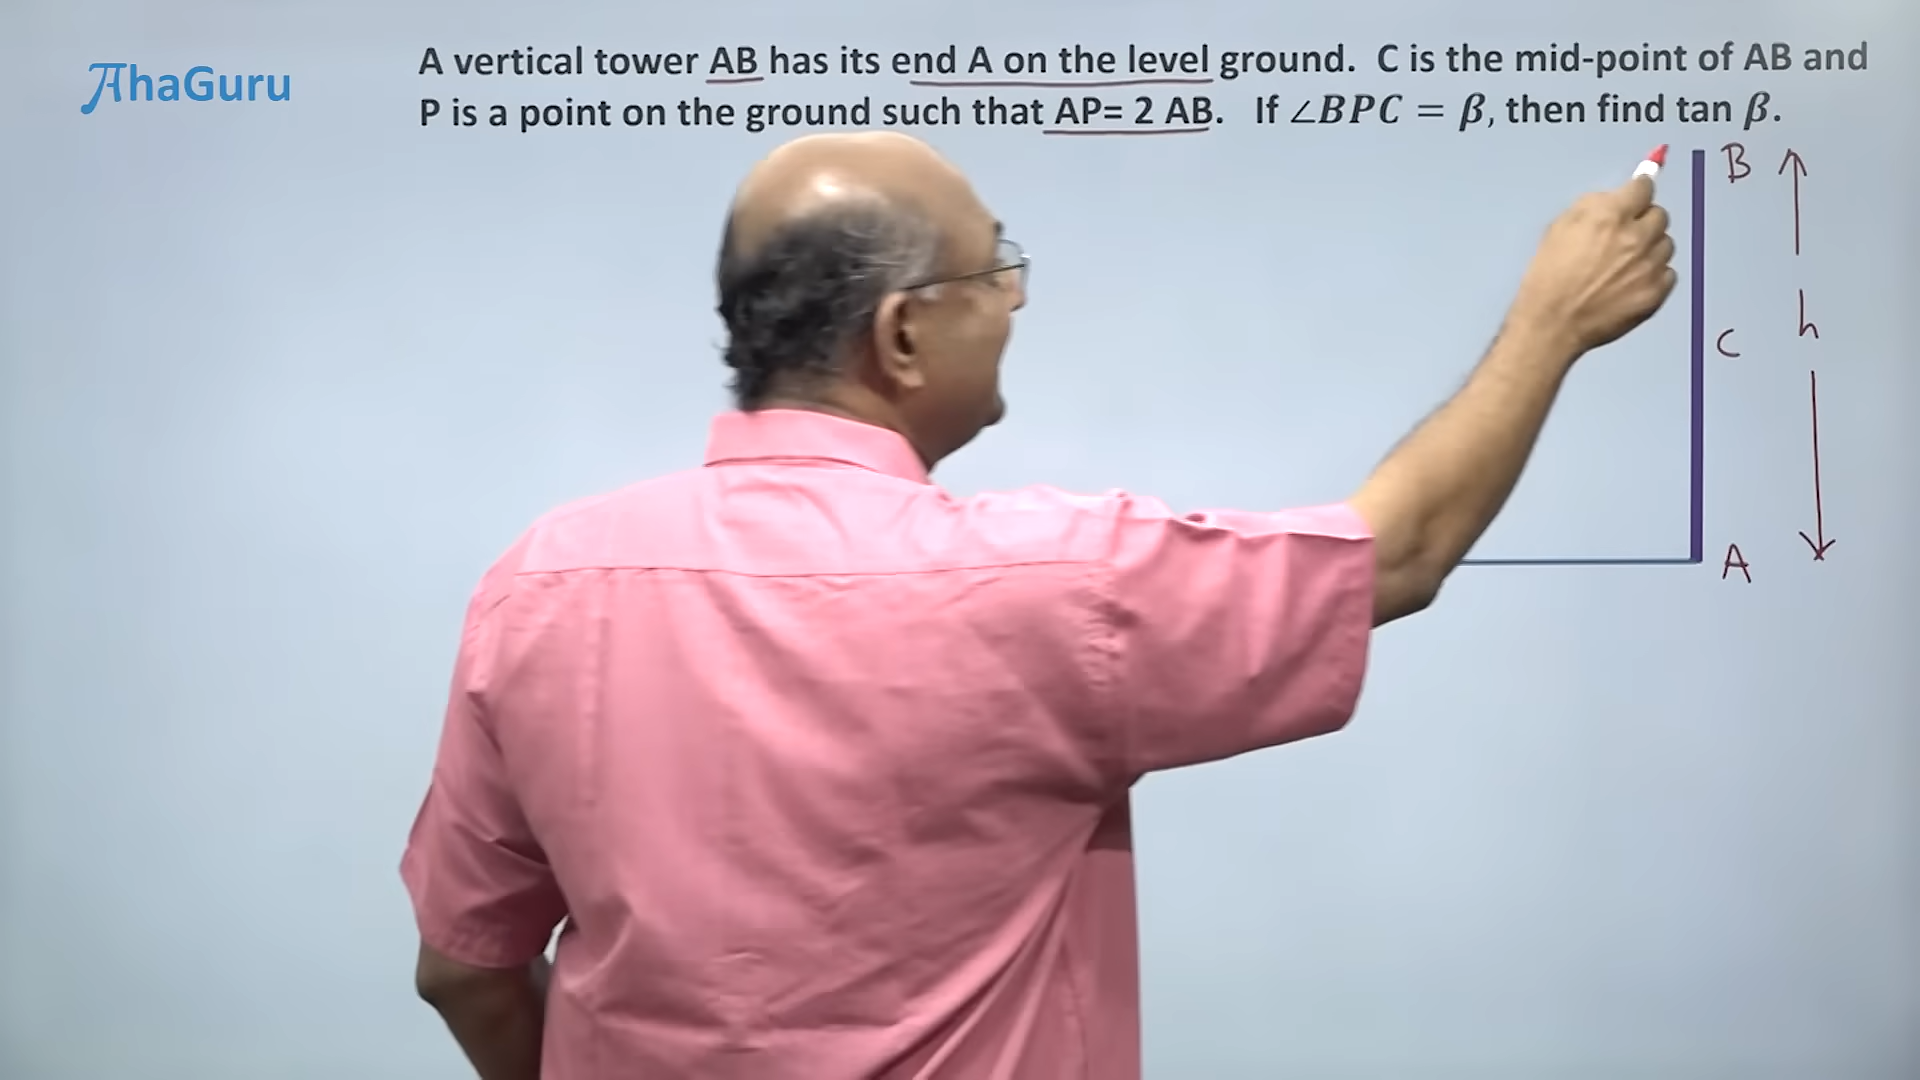 AhaGuru
A vertical tower AB has its end A on the level ground. C is the mid-point of AB and
P is a point on the ground such that AP= 2 AB. If ∠BPC = β, then find tan β.
B
h
C
A